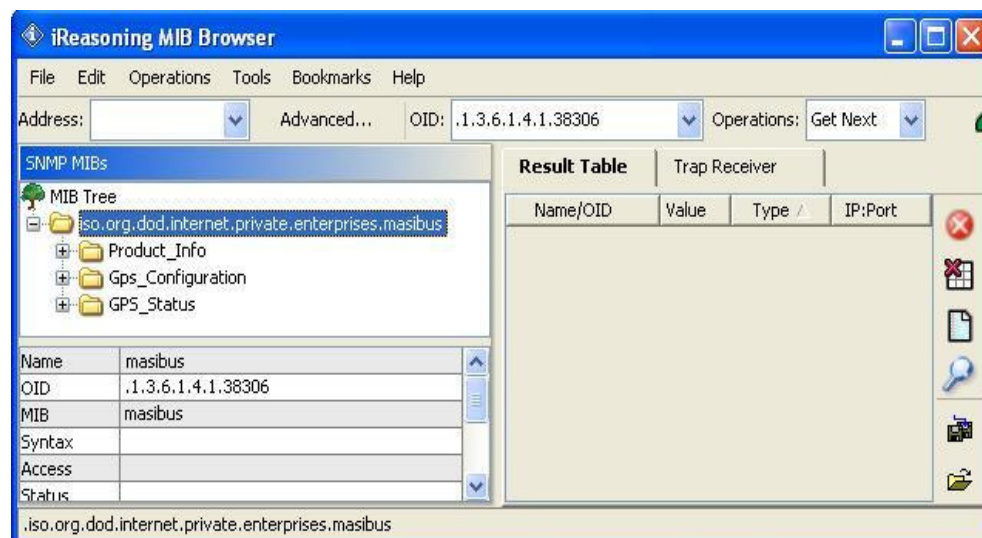 iReasoning MIB Browser
File Edit Operations Tools Bookmarks Help
Address: Advanced... OID: .1.3.6.1.4.1.38306 Operations: Get Next
SNMP MIBs
MIB Tree
iso.org.dod.internet.private.enterprises.masibus
Product_Info
Gps_Configuration
GPS_Status
Result Table Trap Receiver
Name/OID Value Type IP:Port
Name masibus
OID .1.3.6.1.4.1.38306
MIB masibus
Syntax
Access
Status
.iso.org.dod.internet.private.enterprises.masibus